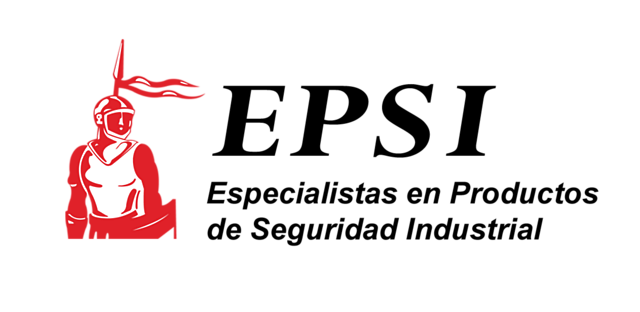 EPSI
Especialistas en Productos
de Seguridad Industrial